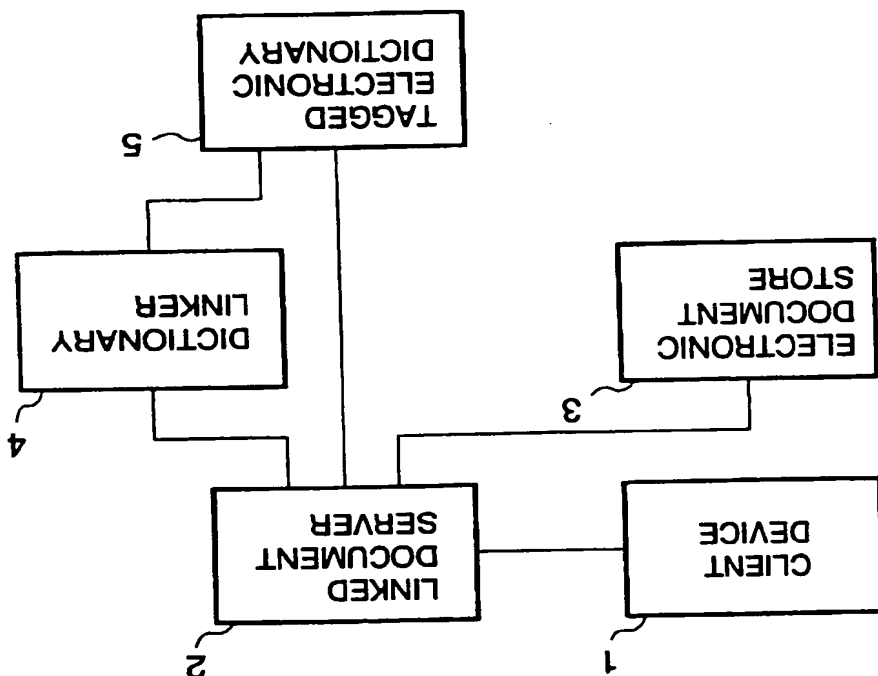 1
CLIENT
DEVICE
2
LINKED
DOCUMENT
SERVER
3
ELECTRONIC
DOCUMENT
STORE
4
DICTIONARY
LINKER
5
TAGGED
ELECTRONIC
DICTIONARY